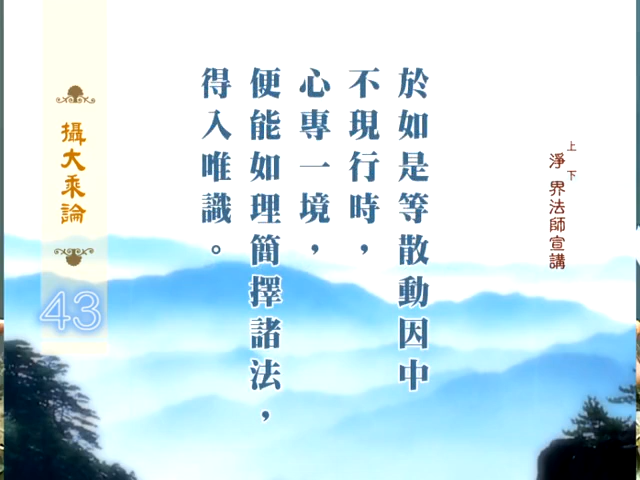 上下
淨界法師宣講
於如是等散動因中
不現行時，
心專一境，
便能如理簡擇諸法，
得入唯識。
攝大乘論
43